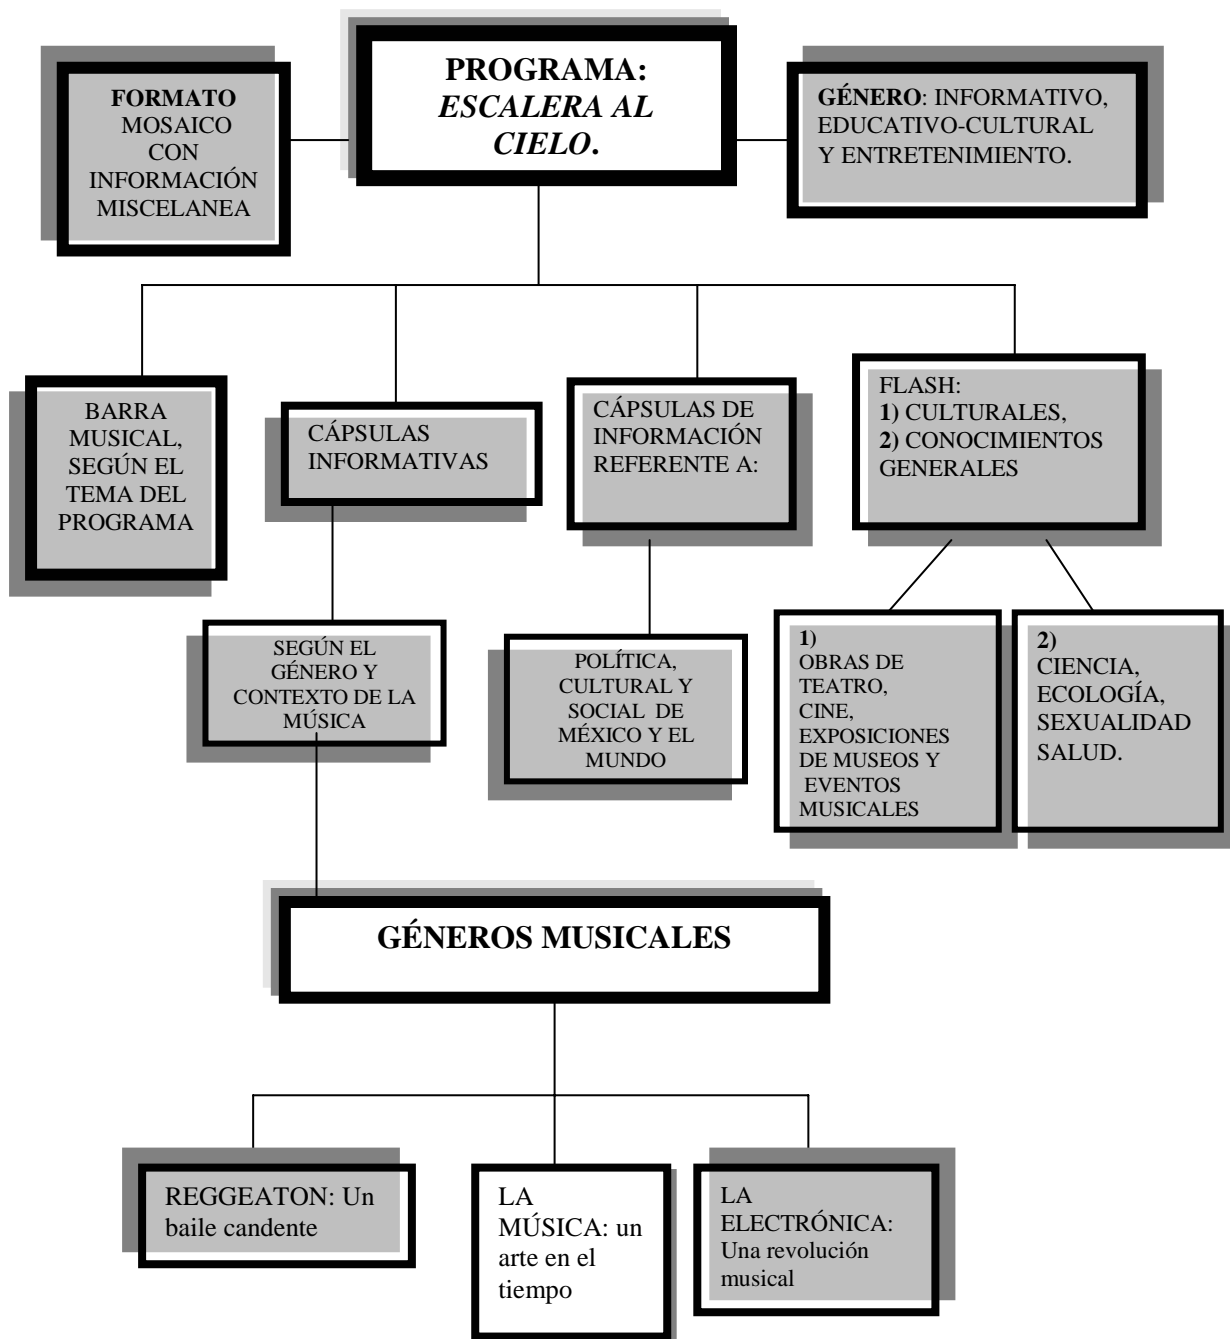 PROGRAMA:
ESCALERA AL
CIELO.
FORMATO
MOSAICO
CON
INFORMACIÓN
MISCELANEA
GÉNERO: INFORMATIVO,
EDUCATIVO-CULTURAL
Y ENTRETENIMIENTO.
BARRA
MUSICAL,
SEGÚN EL
TEMA DEL
PROGRAMA
CÁPSULAS
INFORMATIVAS
CÁPSULAS DE
INFORMACIÓN
REFERENTE A:
FLASH:
1) CULTURALES,
2) CONOCIMIENTOS
GENERALES
SEGÚN EL
GÉNERO Y
CONTEXTO DE LA
MÚSICA
POLÍTICA,
CULTURAL Y
SOCIAL DE
MÉXICO Y EL
MUNDO
1)
OBRAS DE
TEATRO,
CINE,
EXPOSICIONES
DE MUSEOS Y
EVENTOS
MUSICALES
2)
CIENCIA,
ECOLOGÍA,
SEXUALIDAD
SALUD.
GÉNEROS MUSICALES
REGGEATON: Un
baile candente
LA
MÚSICA: un
arte en el
tiempo
LA
ELECTRÓNICA:
Una revolución
musical